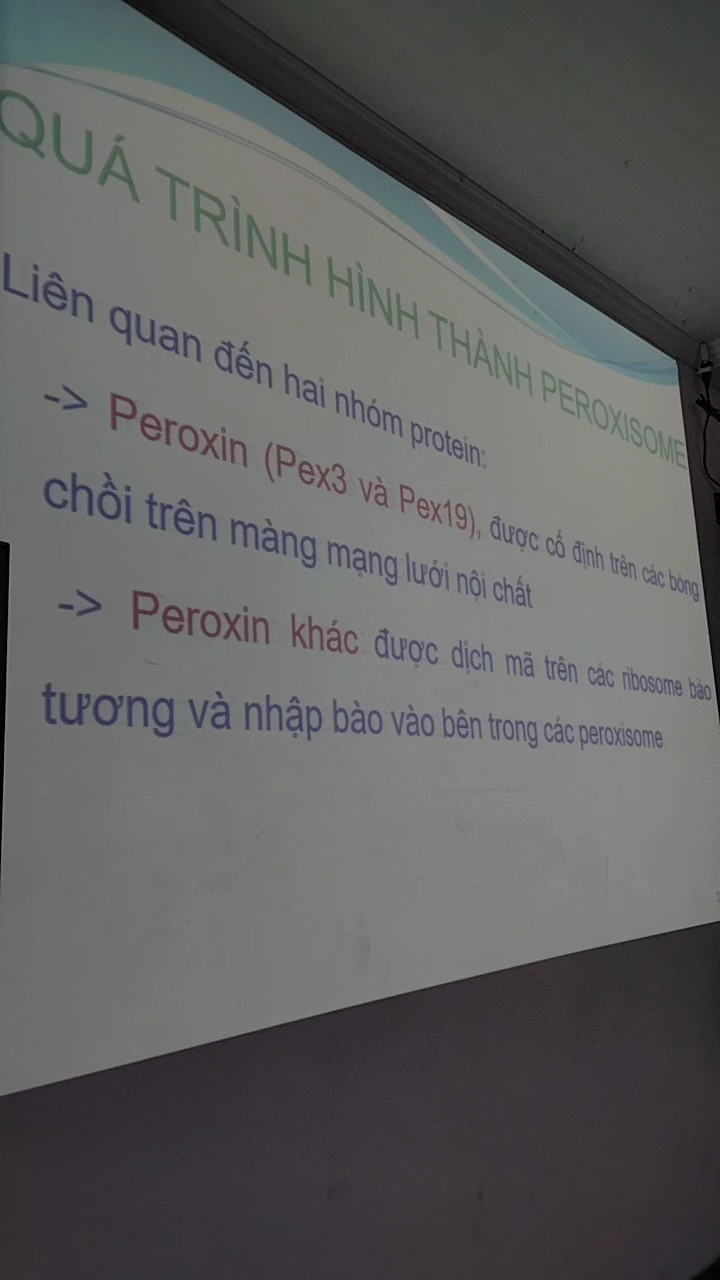 QUÁ TRÌNH HÌNH THÀNH PEROXISOME
Liên quan đến hai nhóm protein:
-> Peroxin (Pex3 và Pex19), được cố định trên các bóng
chồi trên màng mạng lưới nội chất
-> Peroxin khác được dịch mã trên các ribosome bào
tương và nhập bào vào bên trong các peroxisome